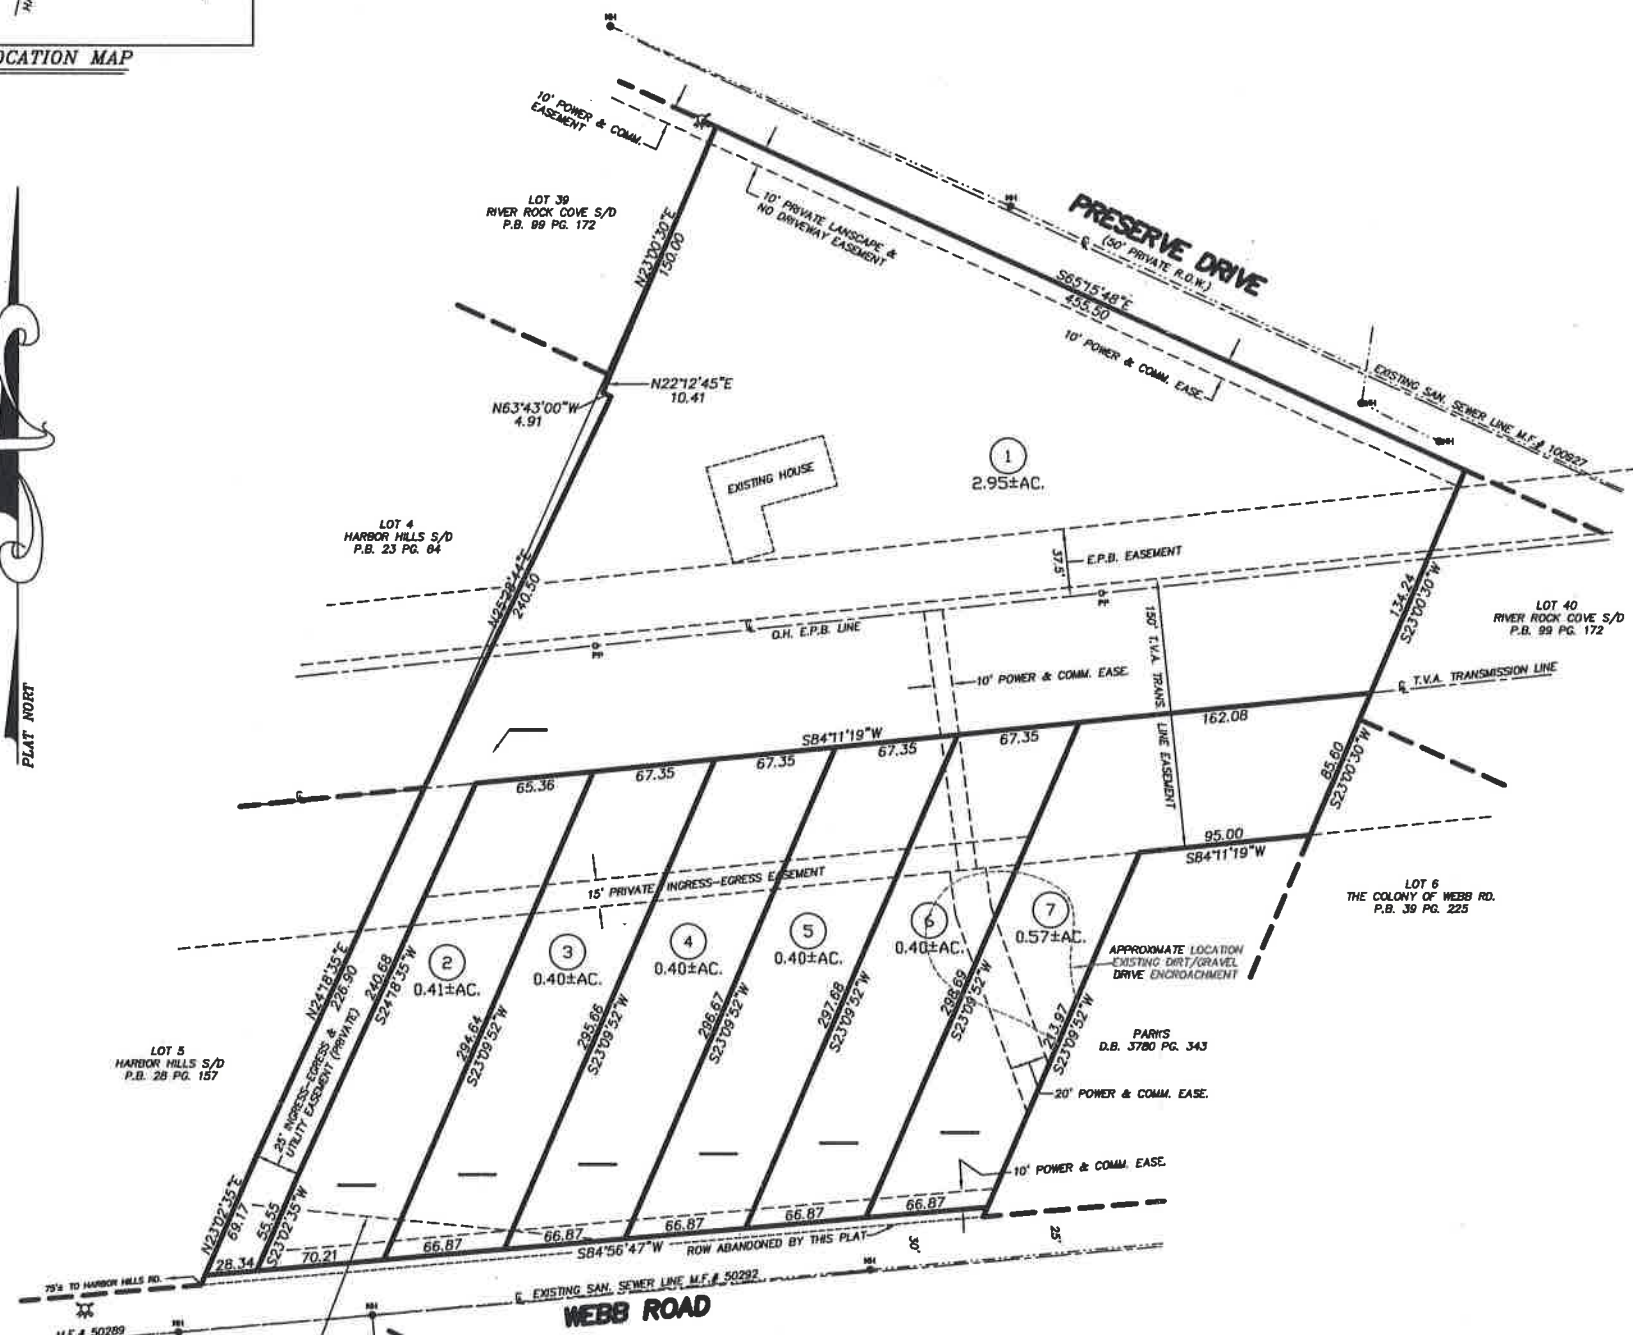 OCATION MAP
PLAT NORT
10' POWER & COMM.
EASEMENT
LOT 39
RIVER ROCK COVE S/D
P.B. 99 PG. 172
N23°00'30"E
150.00
10' PRIVATE LANSCAPE &
NO DRIVEWAY EASEMENT
PRESERVE DRIVE
(50' PRIVATE R.O.W.)
S65°15'48"E
455.50
10' POWER & COMM. EASE.
EXISTING SAN. SEWER LINE M.F.# 100927
MH
MH
MH
MH
N22°12'45"E
10.41
N63°43'00"W
4.91
EXISTING HOUSE
1
2.95±AC.
LOT 4
HARBOR HILLS S/D
P.B. 23 PG. 84
N25°28'44"E
240.50
37.5'
E.P.B. EASEMENT
O.H. E.P.B. LINE
PP
PP
10' POWER & COMM. EASE.
150' T.V.A. TRANS. LINE EASEMENT
134.24
S23°00'30"W
LOT 40
RIVER ROCK COVE S/D
P.B. 99 PG. 172
T.V.A. TRANSMISSION LINE
S84°11'19"W
162.08
65.36
67.35
67.35
67.35
67.35
85.60
S23°00'30"W
95.00
S84°11'19"W
15' PRIVATE INGRESS-EGRESS EASEMENT
LOT 6
THE COLONY OF WEBB RD.
P.B. 39 PG. 225
2
0.41±AC.
3
0.40±AC.
4
0.40±AC.
5
0.40±AC.
6
0.40±AC.
7
0.57±AC.
APPROXIMATE LOCATION
EXISTING DIRT/GRAVEL
DRIVE ENCROACHMENT
N24°18'35"E
226.90
240.68
S24°18'35"W
25' INGRESS-EGRESS &
UTILITY EASEMENT (PRIVATE)
294.64
S23°09'52"W
295.66
S23°09'52"W
296.67
S23°09'52"W
297.68
S23°09'52"W
298.69
S23°09'52"W
213.97
S23°09'52"W
LOT 5
HARBOR HILLS S/D
P.B. 28 PG. 157
PARKS
D.B. 3780 PG. 343
20' POWER & COMM. EASE.
10' POWER & COMM. EASE.
N23°02'35"E
69.17
55.55
S23°02'35"W
28.34
70.21
66.87
66.87
66.87
66.87
66.87
S84°56'47"W
ROW ABANDONED BY THIS PLAT
30'
25'
75'± TO HARBOR HILLS RD.
EXISTING SAN. SEWER LINE M.F.# 50292
WEBB ROAD
MH
MH
MH
M.F.# 50289